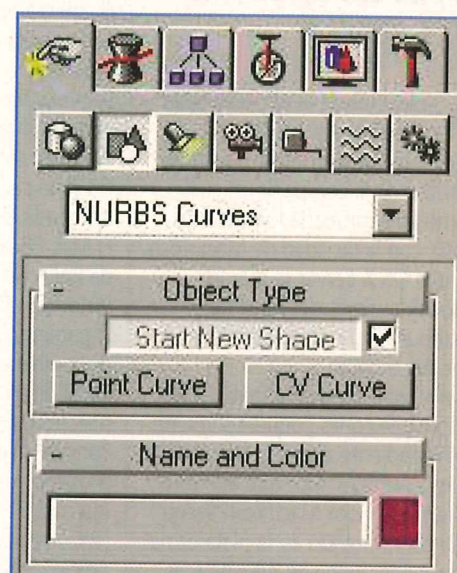 NURBS Curves
- Object Type
Start New Shape
Point Curve CV Curve
- Name and Color